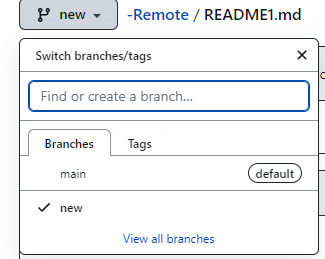 new -Remote / README1.md
Switch branches/tags
Find or create a branch...
Branches Tags
main default
new
View all branches